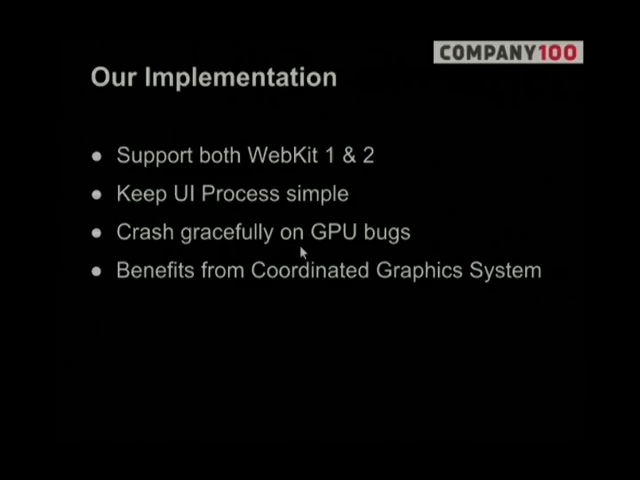 COMPANY100
Our Implementation
● Support both WebKit 1 & 2
● Keep UI Process simple
● Crash gracefully on GPU bugs
● Benefits from Coordinated Graphics System